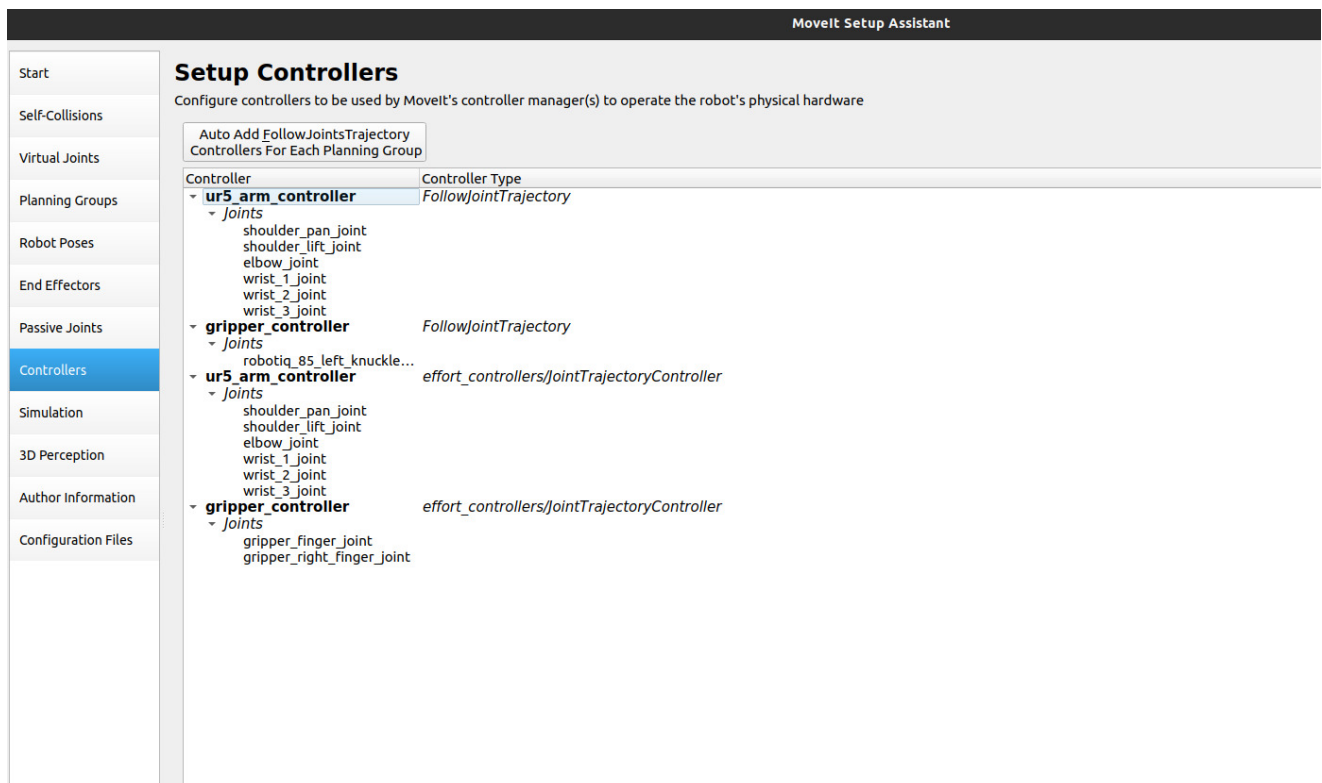 MoveIt Setup Assistant
Start
Self-Collisions
Virtual Joints
Planning Groups
Robot Poses
End Effectors
Passive Joints
Controllers
Simulation
3D Perception
Author Information
Configuration Files
Setup Controllers
Configure controllers to be used by MoveIt's controller manager(s) to operate the robot's physical hardware
Auto Add FollowJointsTrajectory
Controllers For Each Planning Group
Controller Controller Type
ur5_arm_controller FollowJointTrajectory
Joints
shoulder_pan_joint
shoulder_lift_joint
elbow_joint
wrist_1_joint
wrist_2_joint
wrist_3_joint
gripper_controller FollowJointTrajectory
Joints
robotiq_85_left_knuckle...
ur5_arm_controller effort_controllers/JointTrajectoryController
Joints
shoulder_pan_joint
shoulder_lift_joint
elbow_joint
wrist_1_joint
wrist_2_joint
wrist_3_joint
gripper_controller effort_controllers/JointTrajectoryController
Joints
gripper_finger_joint
gripper_right_finger_joint